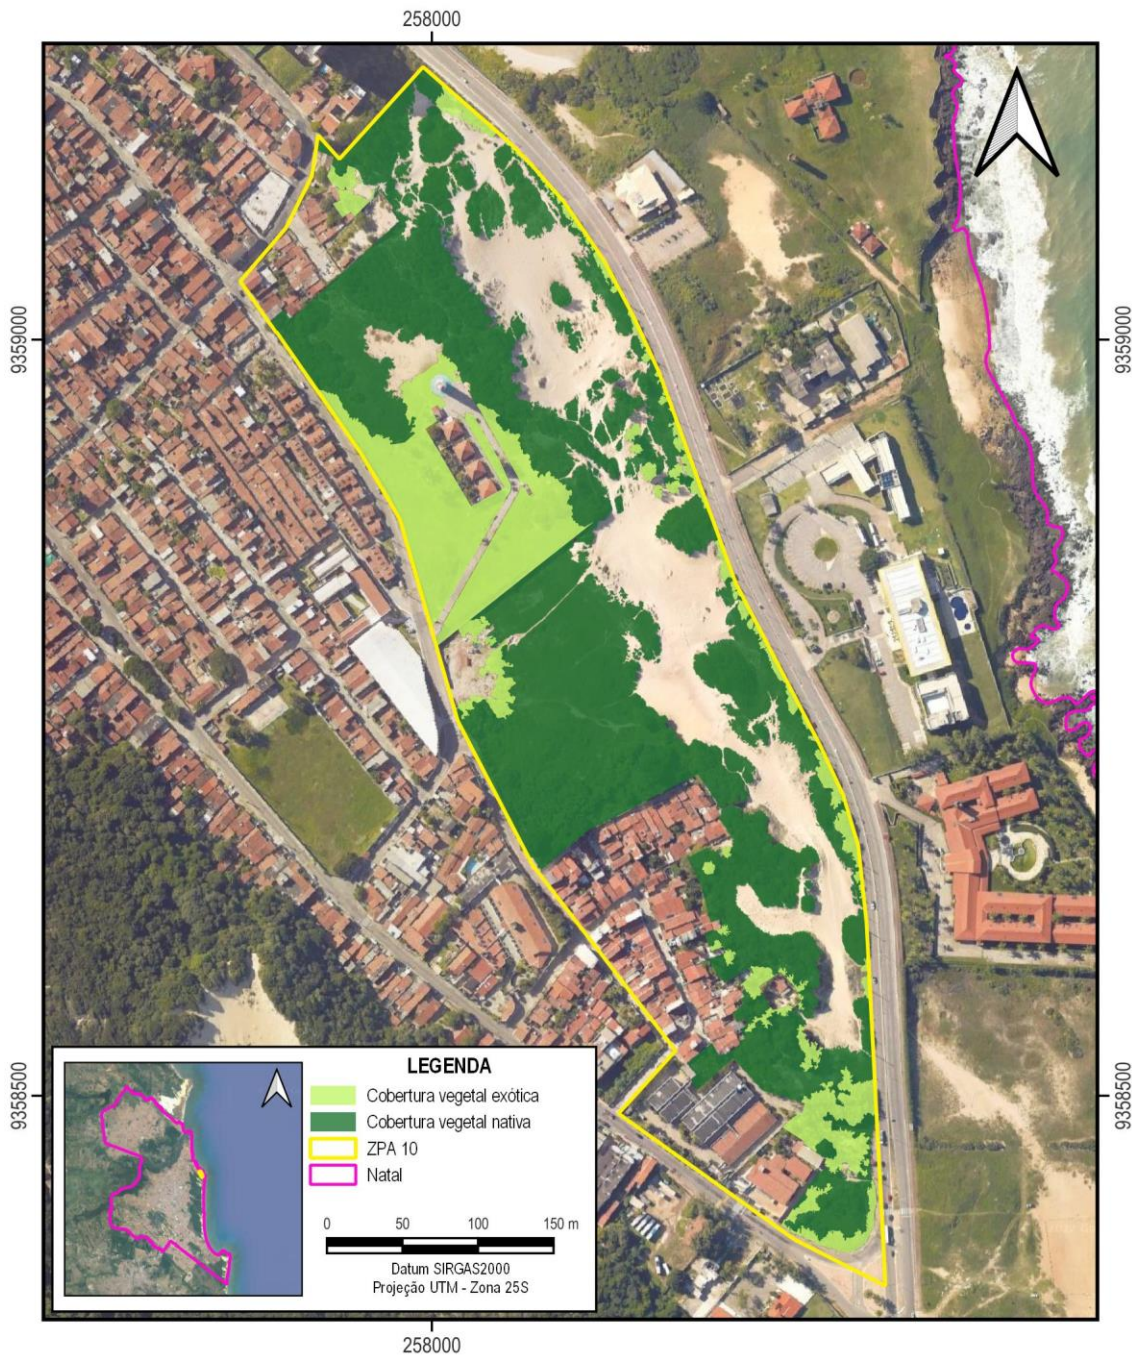 258000
9359000
9359000
9358500
9358500
LEGENDA
Cobertura vegetal exótica
Cobertura vegetal nativa
ZPA 10
Natal
0 50 100 150 m
Datum SIRGAS2000
Projeção UTM - Zona 25S
258000